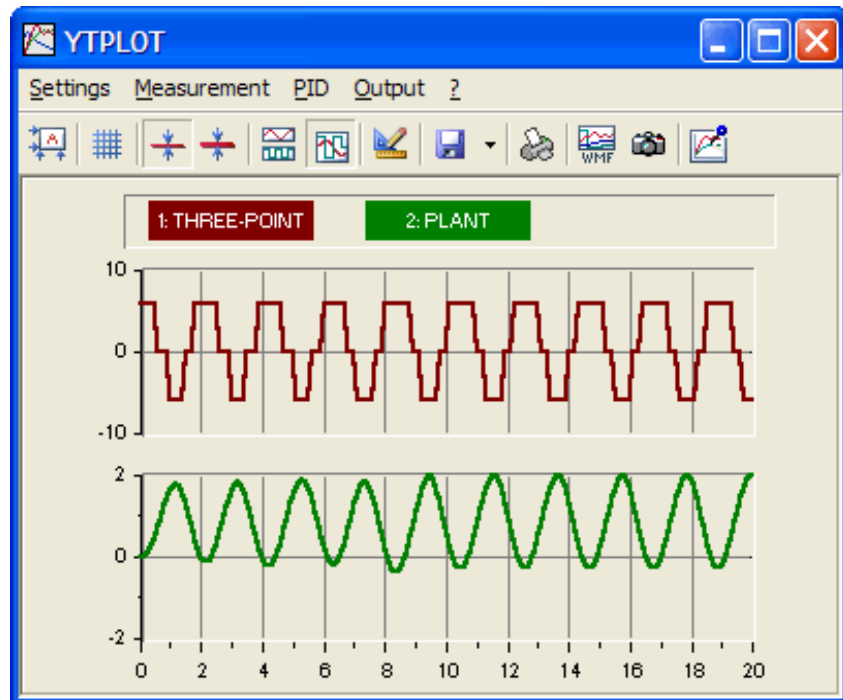 YTPLOT
Settings Measurement PID Output ?
A
WMF
1: THREE-POINT 2: PLANT
10
0
-10
2
0
-2
0 2 4 6 8 10 12 14 16 18 20